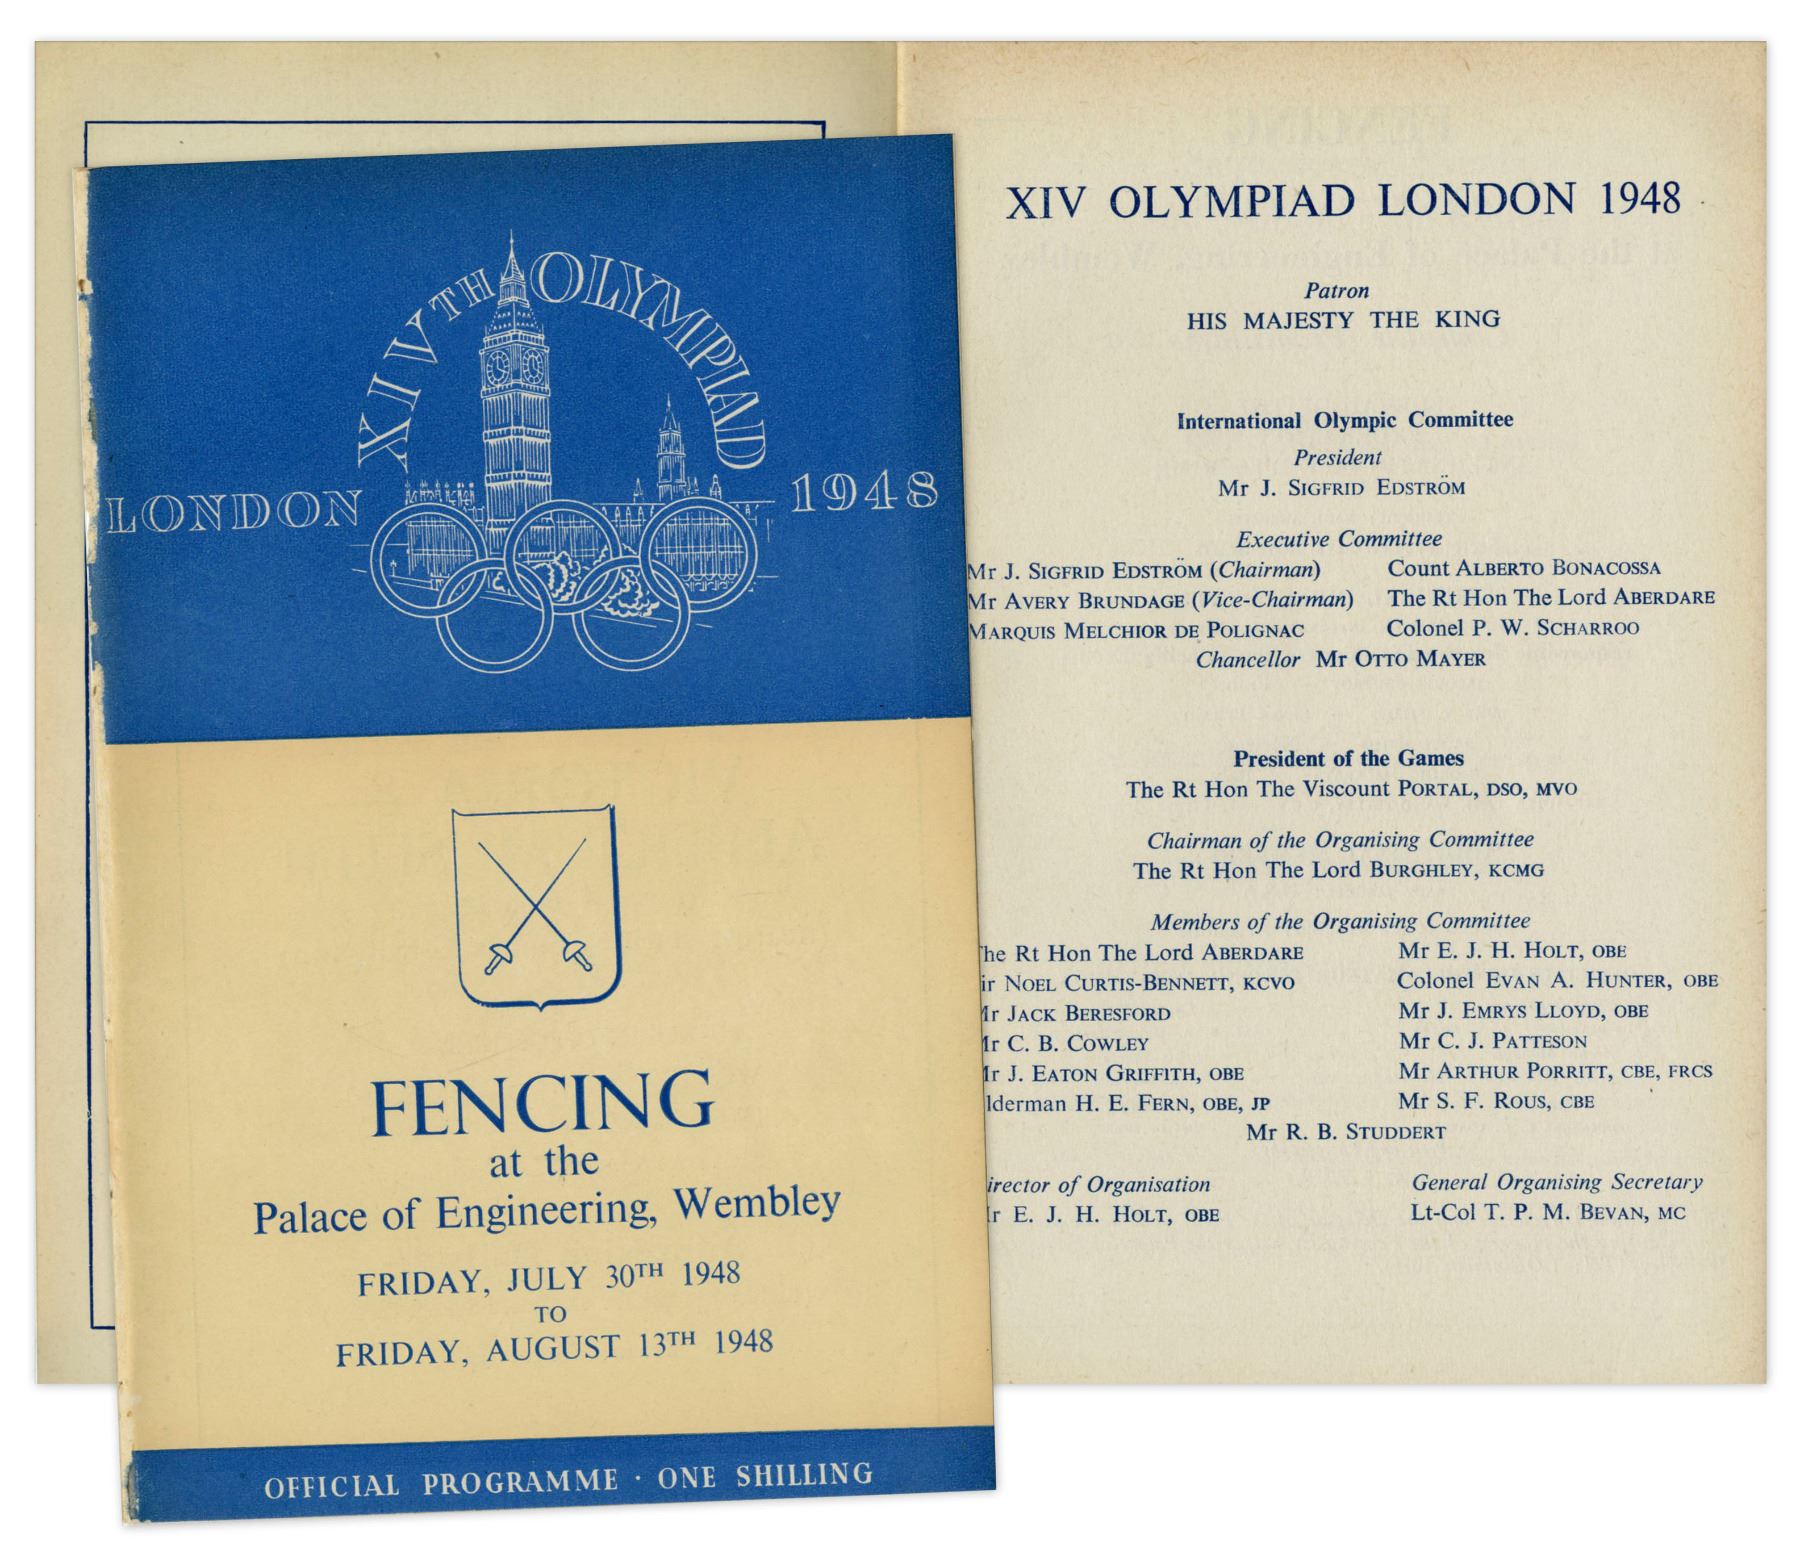 XIVTH OLYMPIAD
LONDON 1948
FENCING
at the
Palace of Engineering, Wembley
FRIDAY, JULY 30TH 1948
TO
FRIDAY, AUGUST 13TH 1948
OFFICIAL PROGRAMME · ONE SHILLING
XIV OLYMPIAD LONDON 1948
Patron
HIS MAJESTY THE KING
International Olympic Committee
President
Mr J. SIGFRID EDSTRÖM
Executive Committee
Mr J. SIGFRID EDSTRÖM (Chairman) Count ALBERTO BONACOSSA
Mr AVERY BRUNDAGE (Vice-Chairman) The Rt Hon The Lord ABERDARE
MARQUIS MELCHIOR DE POLIGNAC Colonel P. W. SCHARROO
Chancellor Mr OTTO MAYER
President of the Games
The Rt Hon The Viscount PORTAL, DSO, MVO
Chairman of the Organising Committee
The Rt Hon The Lord BURGHLEY, KCMG
Members of the Organising Committee
he Rt Hon The Lord ABERDARE Mr E. J. H. HOLT, OBE
ir NOEL CURTIS-BENNETT, KCVO Colonel EVAN A. HUNTER, OBE
Mr JACK BERESFORD Mr J. EMRYS LLOYD, OBE
Mr C. B. COWLEY Mr C. J. PATTESON
Mr J. EATON GRIFFITH, OBE Mr ARTHUR PORRITT, CBE, FRCS
lderman H. E. FERN, OBE, JP Mr S. F. ROUS, CBE
Mr R. B. STUDDERT
irector of Organisation General Organising Secretary
r E. J. H. HOLT, OBE Lt-Col T. P. M. BEVAN, MC